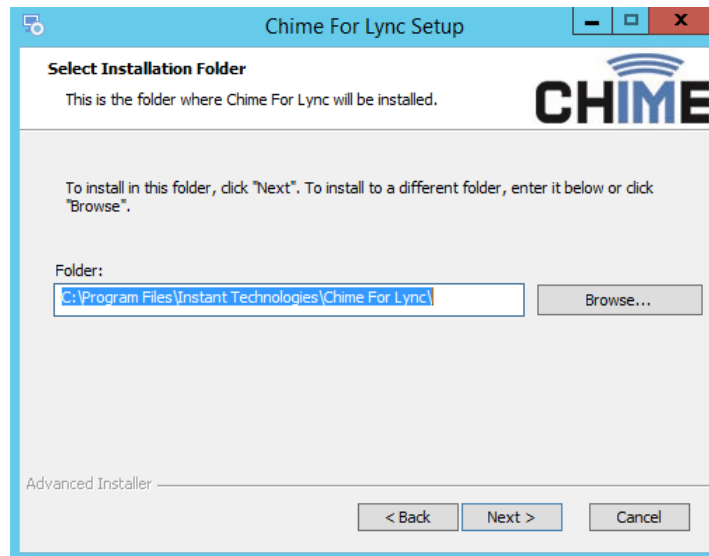 Chime For Lync Setup
Select Installation Folder
This is the folder where Chime For Lync will be installed.
CHIME
To install in this folder, click "Next". To install to a different folder, enter it below or click
"Browse".
Folder:
C:\Program Files\Instant Technologies\Chime For Lync\
Browse...
Advanced Installer
< Back
Next >
Cancel